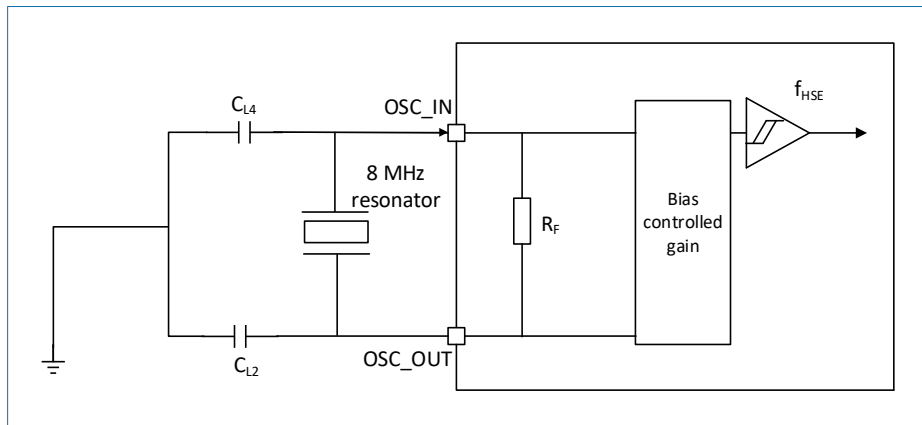 C_L4
OSC_IN
f_HSE
8 MHz
resonator
R_F
Bias
controlled
gain
C_L2
OSC_OUT